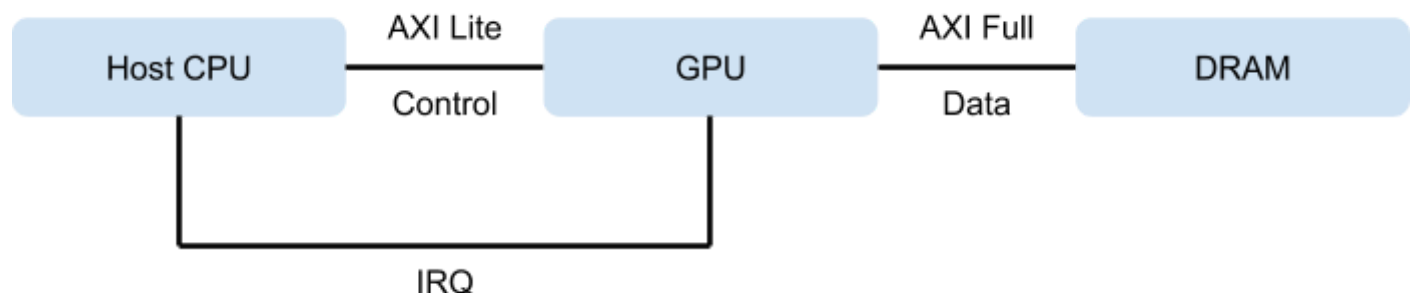 AXI Lite
AXI Full
Host CPU
GPU
DRAM
Control
Data
IRQ